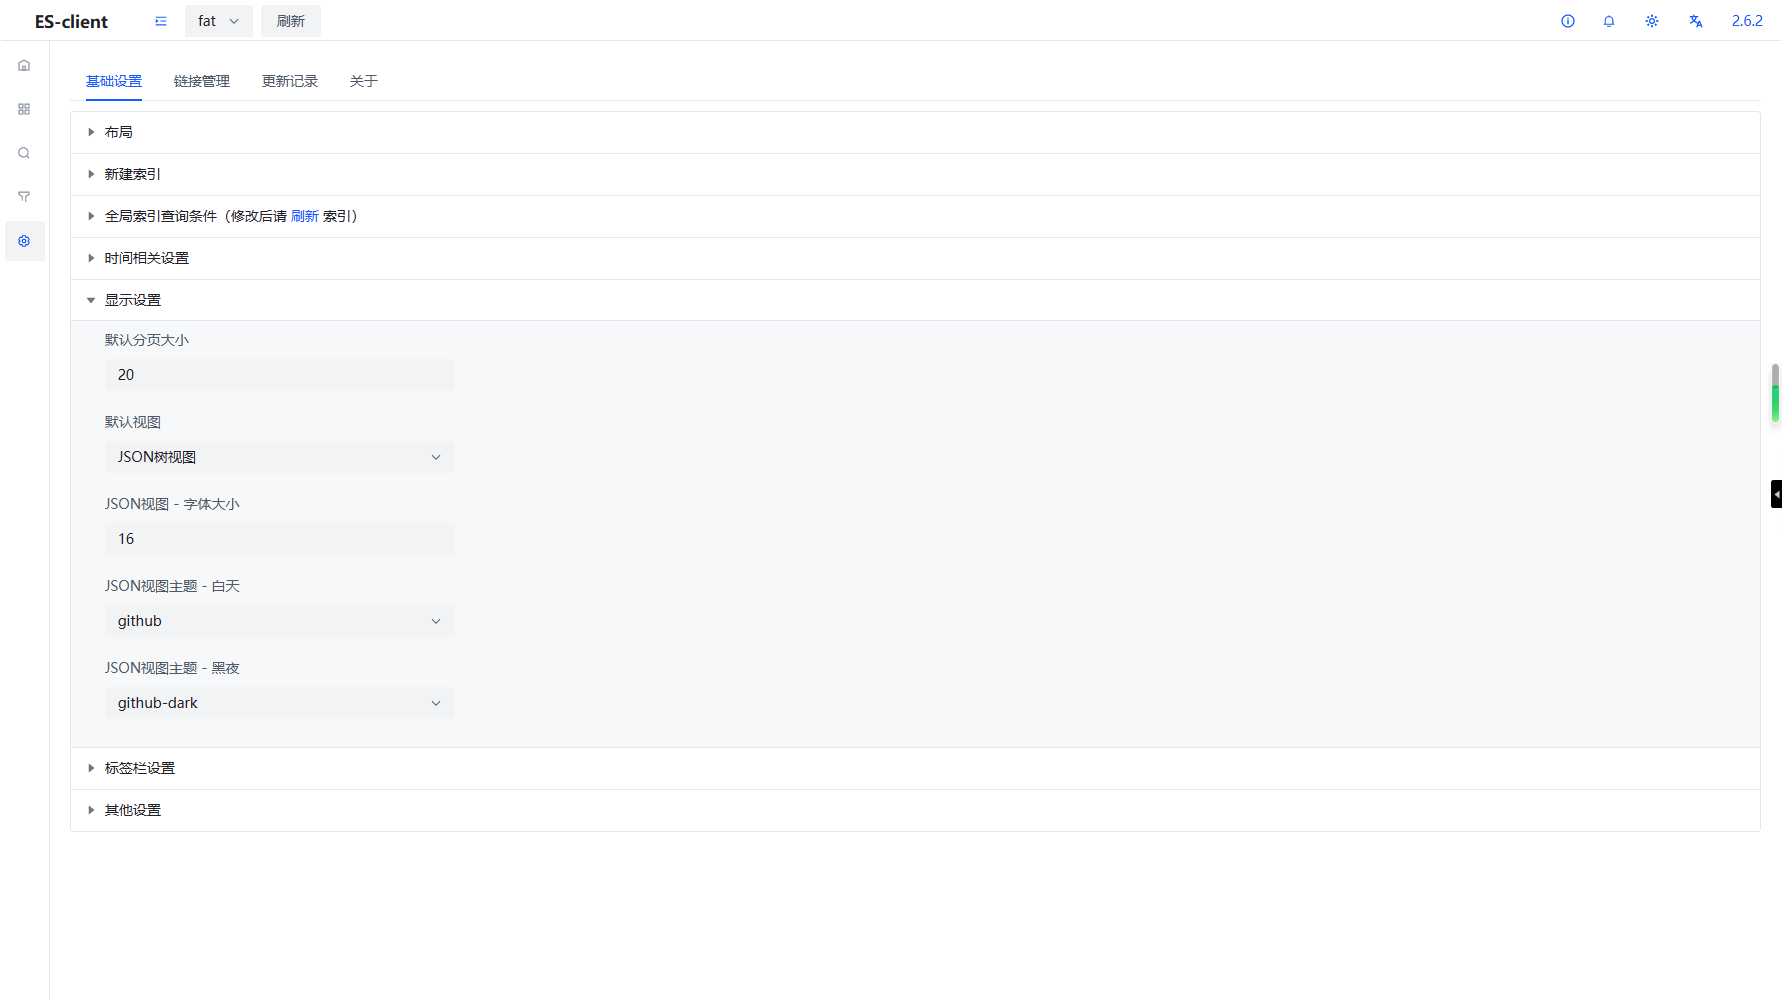 ES-client
fat
刷新
2.6.2
基础设置
链接管理
更新记录
关于
布局
新建索引
全局索引查询条件（修改后请 刷新 索引）
时间相关设置
显示设置
默认分页大小
20
默认视图
JSON树视图
JSON视图 - 字体大小
16
JSON视图主题 - 白天
github
JSON视图主题 - 黑夜
github-dark
标签栏设置
其他设置